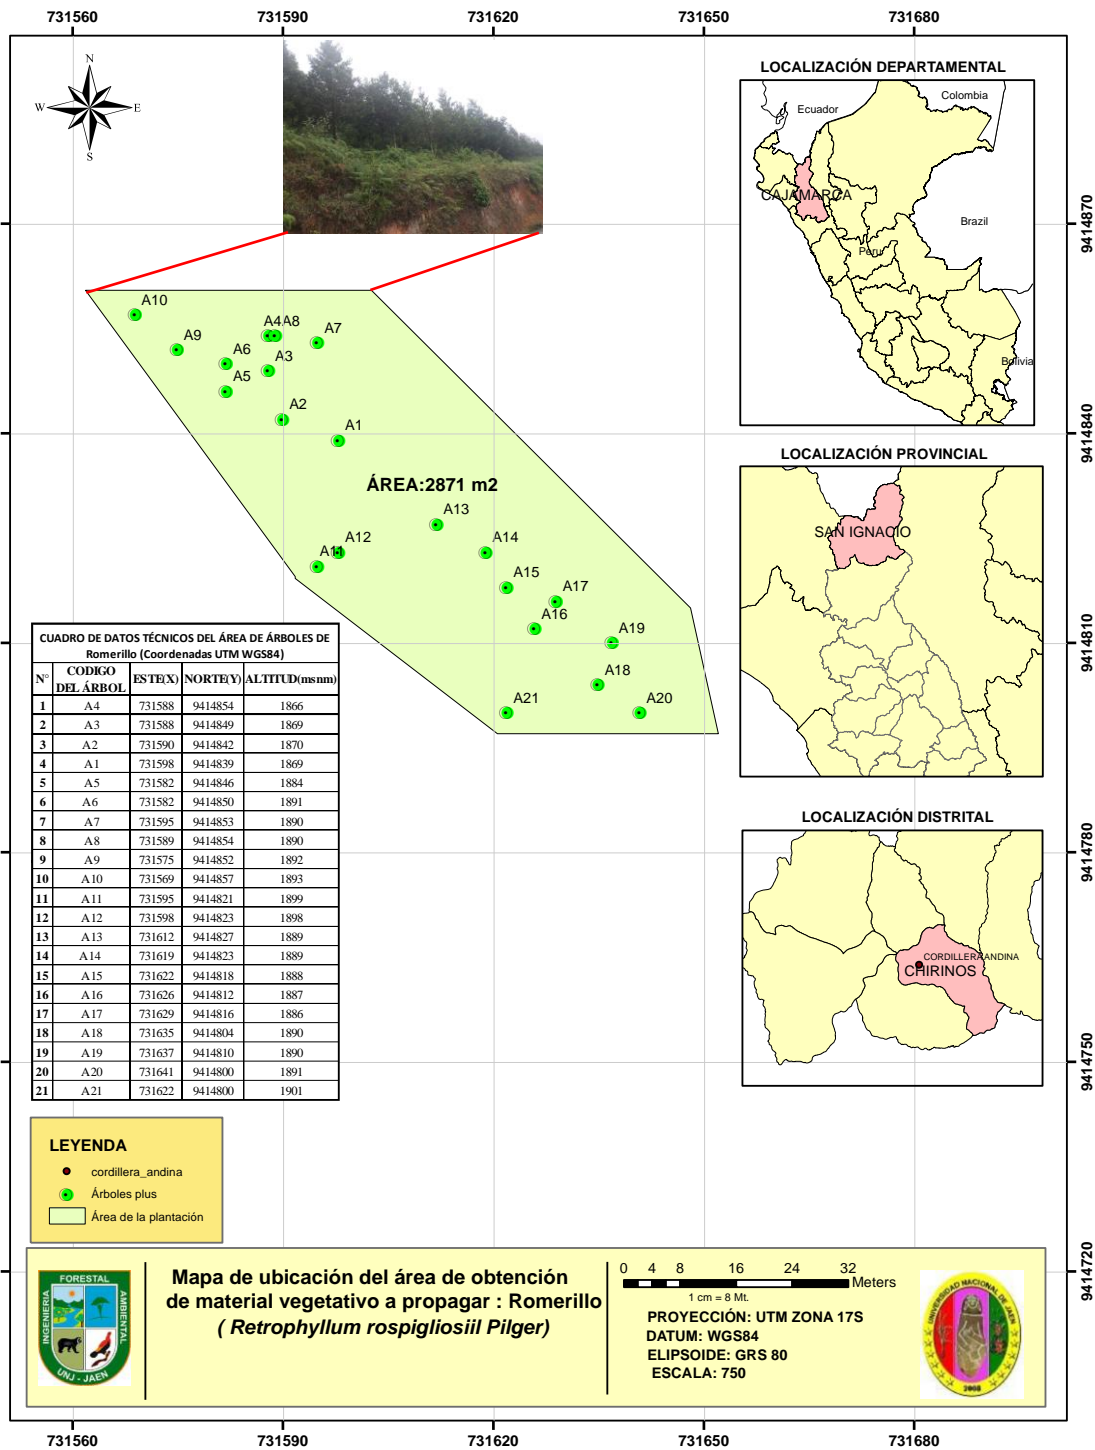 731560 731590 731620 731650 731680
N
W E
S
LOCALIZACIÓN DEPARTAMENTAL
Ecuador
Colombia
CAJAMARCA
Brazil
Peru
Bolivia
9414870
9414840
9414810
9414780
9414750
9414720
A10
A9
A4 A8
A7
A6
A3
A5
A2
A1
ÁREA:2871 m2
A13
A12
A11
A14
A15
A17
A16
A19
A18
A21
A20
LOCALIZACIÓN PROVINCIAL
SAN IGNACIO
LOCALIZACIÓN DISTRITAL
CORDILLERA ANDINA
CHIRINOS
CUADRO DE DATOS TÉCNICOS DEL ÁREA DE ÁRBOLES DE
Romerillo (Coordenadas UTM WGS84)
N° CODIGO DEL ÁRBOL ESTE(X) NORTE(Y) ALTITUD(msnm)
1 A4 731588 9414854 1866
2 A3 731588 9414849 1869
3 A2 731590 9414842 1870
4 A1 731598 9414839 1869
5 A5 731582 9414846 1884
6 A6 731582 9414850 1891
7 A7 731595 9414853 1890
8 A8 731589 9414854 1890
9 A9 731575 9414852 1892
10 A10 731569 9414857 1893
11 A11 731595 9414821 1899
12 A12 731598 9414823 1898
13 A13 731612 9414827 1889
14 A14 731619 9414823 1889
15 A15 731622 9414818 1888
16 A16 731626 9414812 1887
17 A17 731629 9414816 1886
18 A18 731635 9414804 1890
19 A19 731637 9414810 1890
20 A20 731641 9414800 1891
21 A21 731622 9414800 1901
LEYENDA
cordillera_andina
Árboles plus
Área de la plantación
FORESTAL
INGENIERIA
AMBIENTAL
UNJ - JAEN
Mapa de ubicación del área de obtención
de material vegetativo a propagar : Romerillo
( Retrophyllum rospigliosiil Pilger)
0 4 8 16 24 32 Meters
1 cm = 8 Mt.
PROYECCIÓN: UTM ZONA 17S
DATUM: WGS84
ELIPSOIDE: GRS 80
ESCALA: 750
UNIVERSIDAD NACIONAL DE JAEN
2008
731560 731590 731620 731650 731680